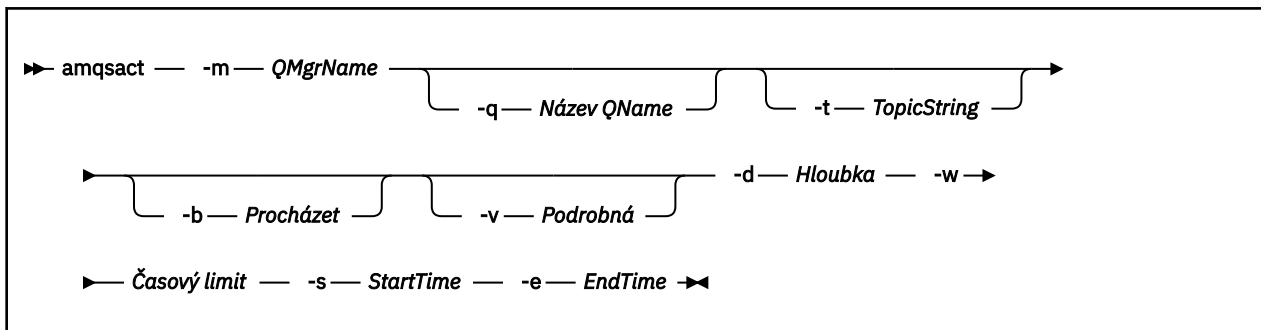 amqsact -m QMgrName
-q Název QName -t TopicString
-d Hloubka -w
-b Procházet -v Podrobná
Časový limit -s StartTime -e EndTime